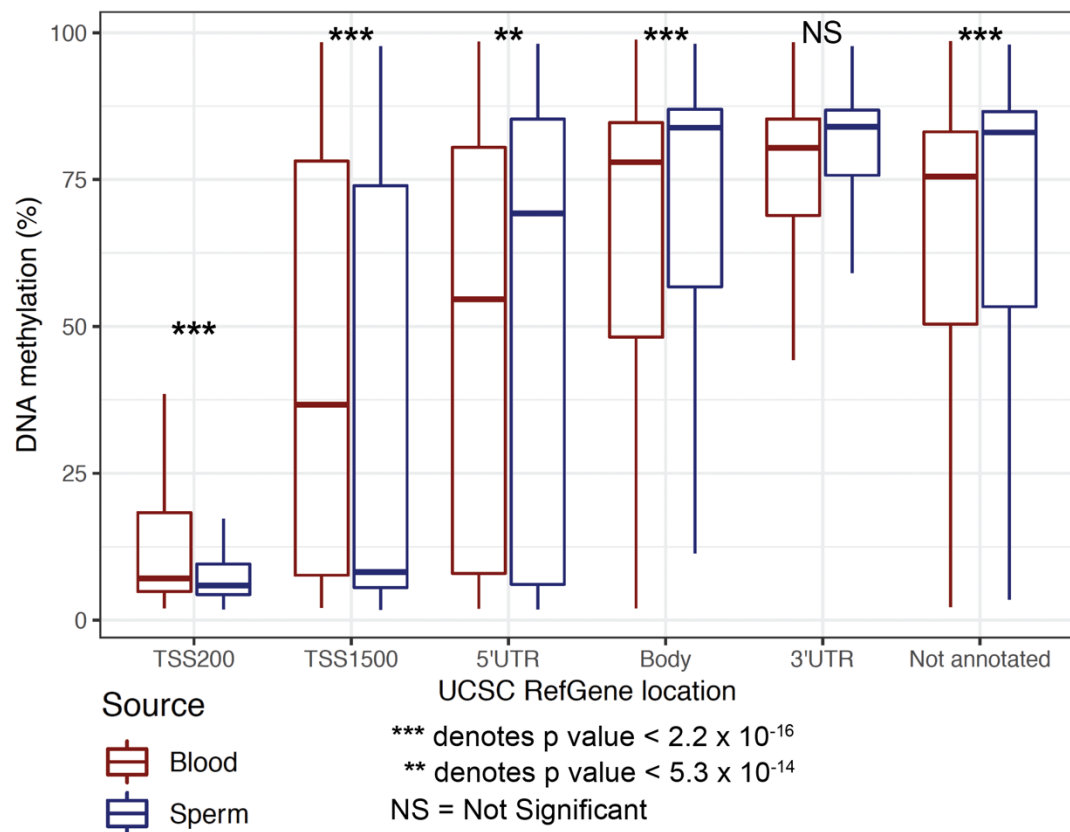 100
75
50
25
0
DNA methylation (%)
***
***
**
***
NS
***
TSS200
TSS1500
5'UTR
Body
3'UTR
Not annotated
UCSC RefGene location
Source
Blood
Sperm
*** denotes p value < 2.2 x 10⁻¹⁶
** denotes p value < 5.3 x 10⁻¹⁴
NS = Not Significant